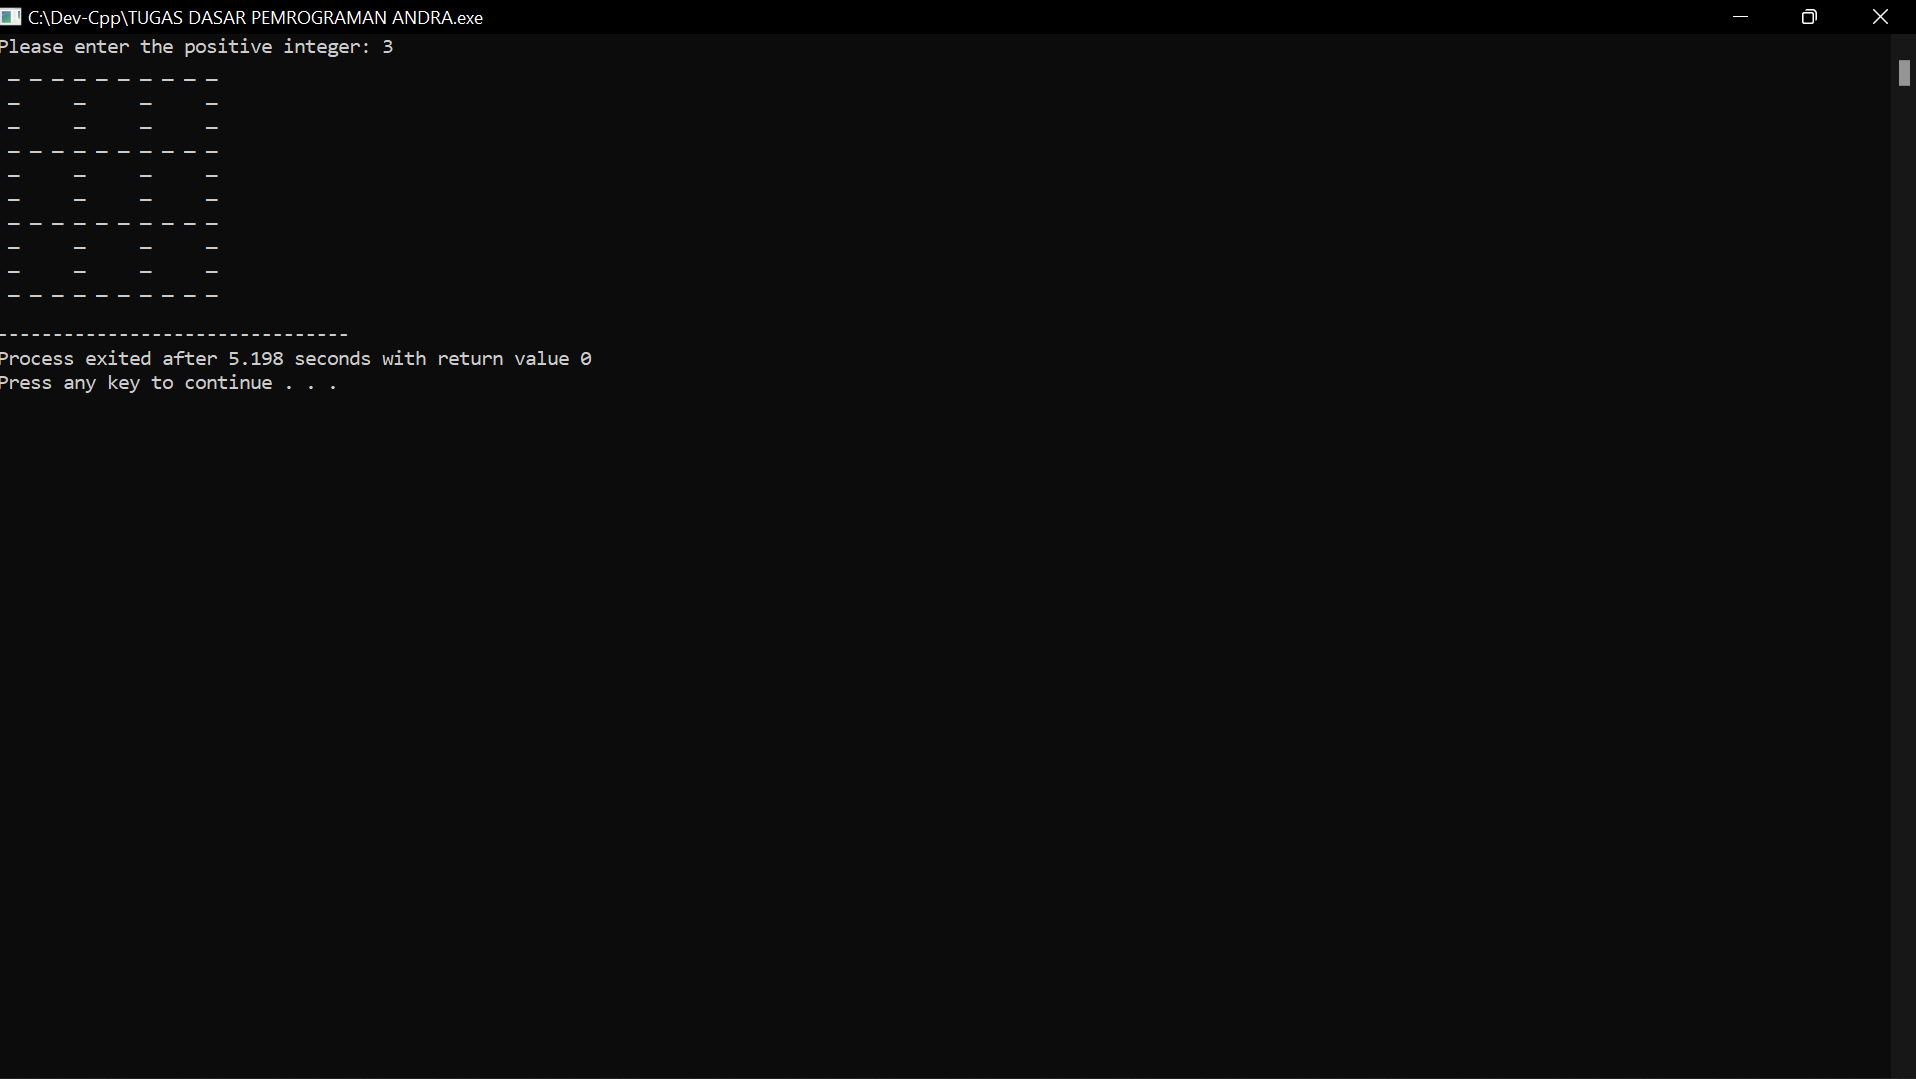 C:\Dev-Cpp\TUGAS DASAR PEMROGRAMAN ANDRA.exe
Please enter the positive integer: 3
 _ _ _ _ _ _ _ _ _ _
 _     _     _     _
 _     _     _     _
 _ _ _ _ _ _ _ _ _ _
 _     _     _     _
 _     _     _     _
 _ _ _ _ _ _ _ _ _ _
 _     _     _     _
 _     _     _     _
 _ _ _ _ _ _ _ _ _ _
--------------------------------
Process exited after 5.198 seconds with return value 0
Press any key to continue . . .